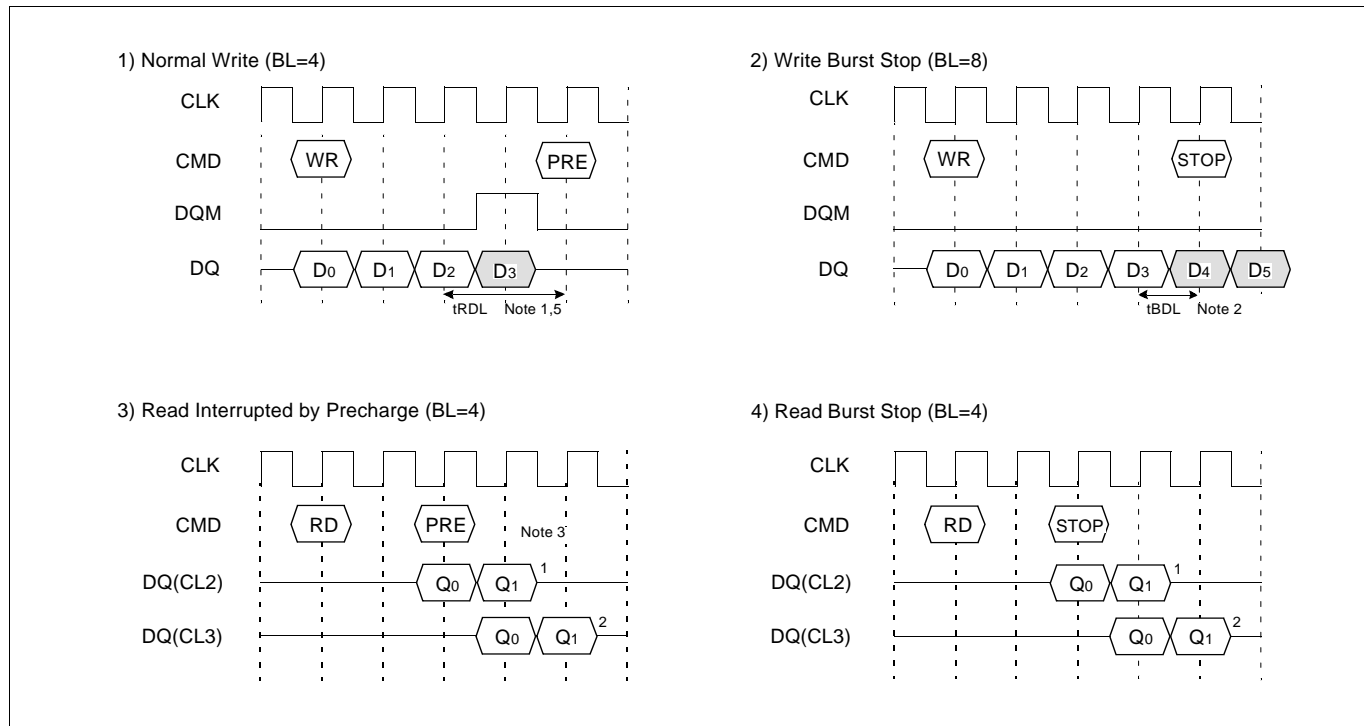 1) Normal Write (BL=4)
CLK
CMD WR PRE
DQM
DQ D0 D1 D2 D3
tRDL Note 1,5
2) Write Burst Stop (BL=8)
CLK
CMD WR STOP
DQM
DQ D0 D1 D2 D3 D4 D5
tBDL Note 2
3) Read Interrupted by Precharge (BL=4)
CLK
CMD RD PRE Note 3
DQ(CL2) Q0 Q1 1
DQ(CL3) Q0 Q1 2
4) Read Burst Stop (BL=4)
CLK
CMD RD STOP
DQ(CL2) Q0 Q1 1
DQ(CL3) Q0 Q1 2